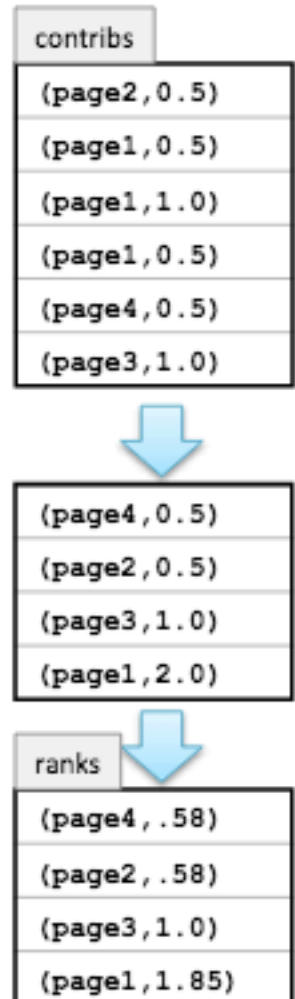 contribs
(page2,0.5)
(page1,0.5)
(page1,1.0)
(page1,0.5)
(page4,0.5)
(page3,1.0)
(page4,0.5)
(page2,0.5)
(page3,1.0)
(page1,2.0)
ranks
(page4,.58)
(page2,.58)
(page3,1.0)
(page1,1.85)